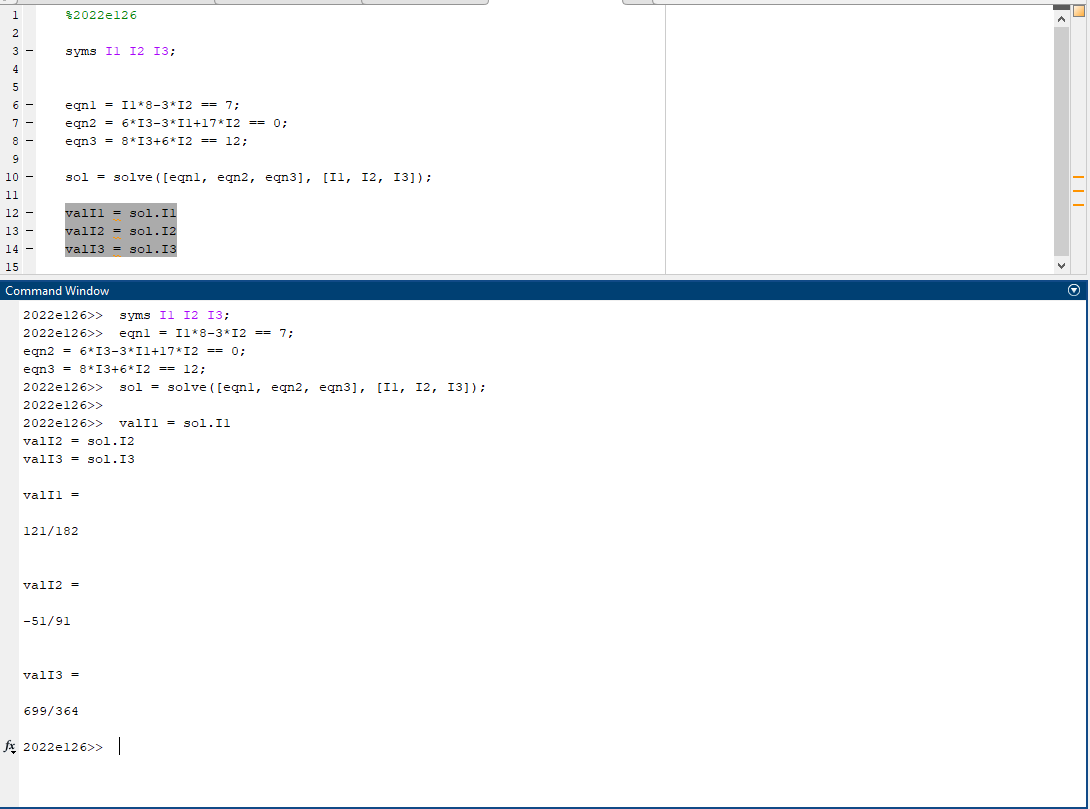 1 %2022e126
2
3 – syms I1 I2 I3;
4
5
6 – eqn1 = I1*8-3*I2 == 7;
7 – eqn2 = 6*I3-3*I1+17*I2 == 0;
8 – eqn3 = 8*I3+6*I2 == 12;
9
10 – sol = solve([eqn1, eqn2, eqn3], [I1, I2, I3]);
11
12 – valI1 = sol.I1
13 – valI2 = sol.I2
14 – valI3 = sol.I3
15
Command Window
2022e126>> syms I1 I2 I3;
2022e126>> eqn1 = I1*8-3*I2 == 7;
eqn2 = 6*I3-3*I1+17*I2 == 0;
eqn3 = 8*I3+6*I2 == 12;
2022e126>> sol = solve([eqn1, eqn2, eqn3], [I1, I2, I3]);
2022e126>>
2022e126>> valI1 = sol.I1
valI2 = sol.I2
valI3 = sol.I3
valI1 =
121/182
valI2 =
-51/91
valI3 =
699/364
fx 2022e126>>